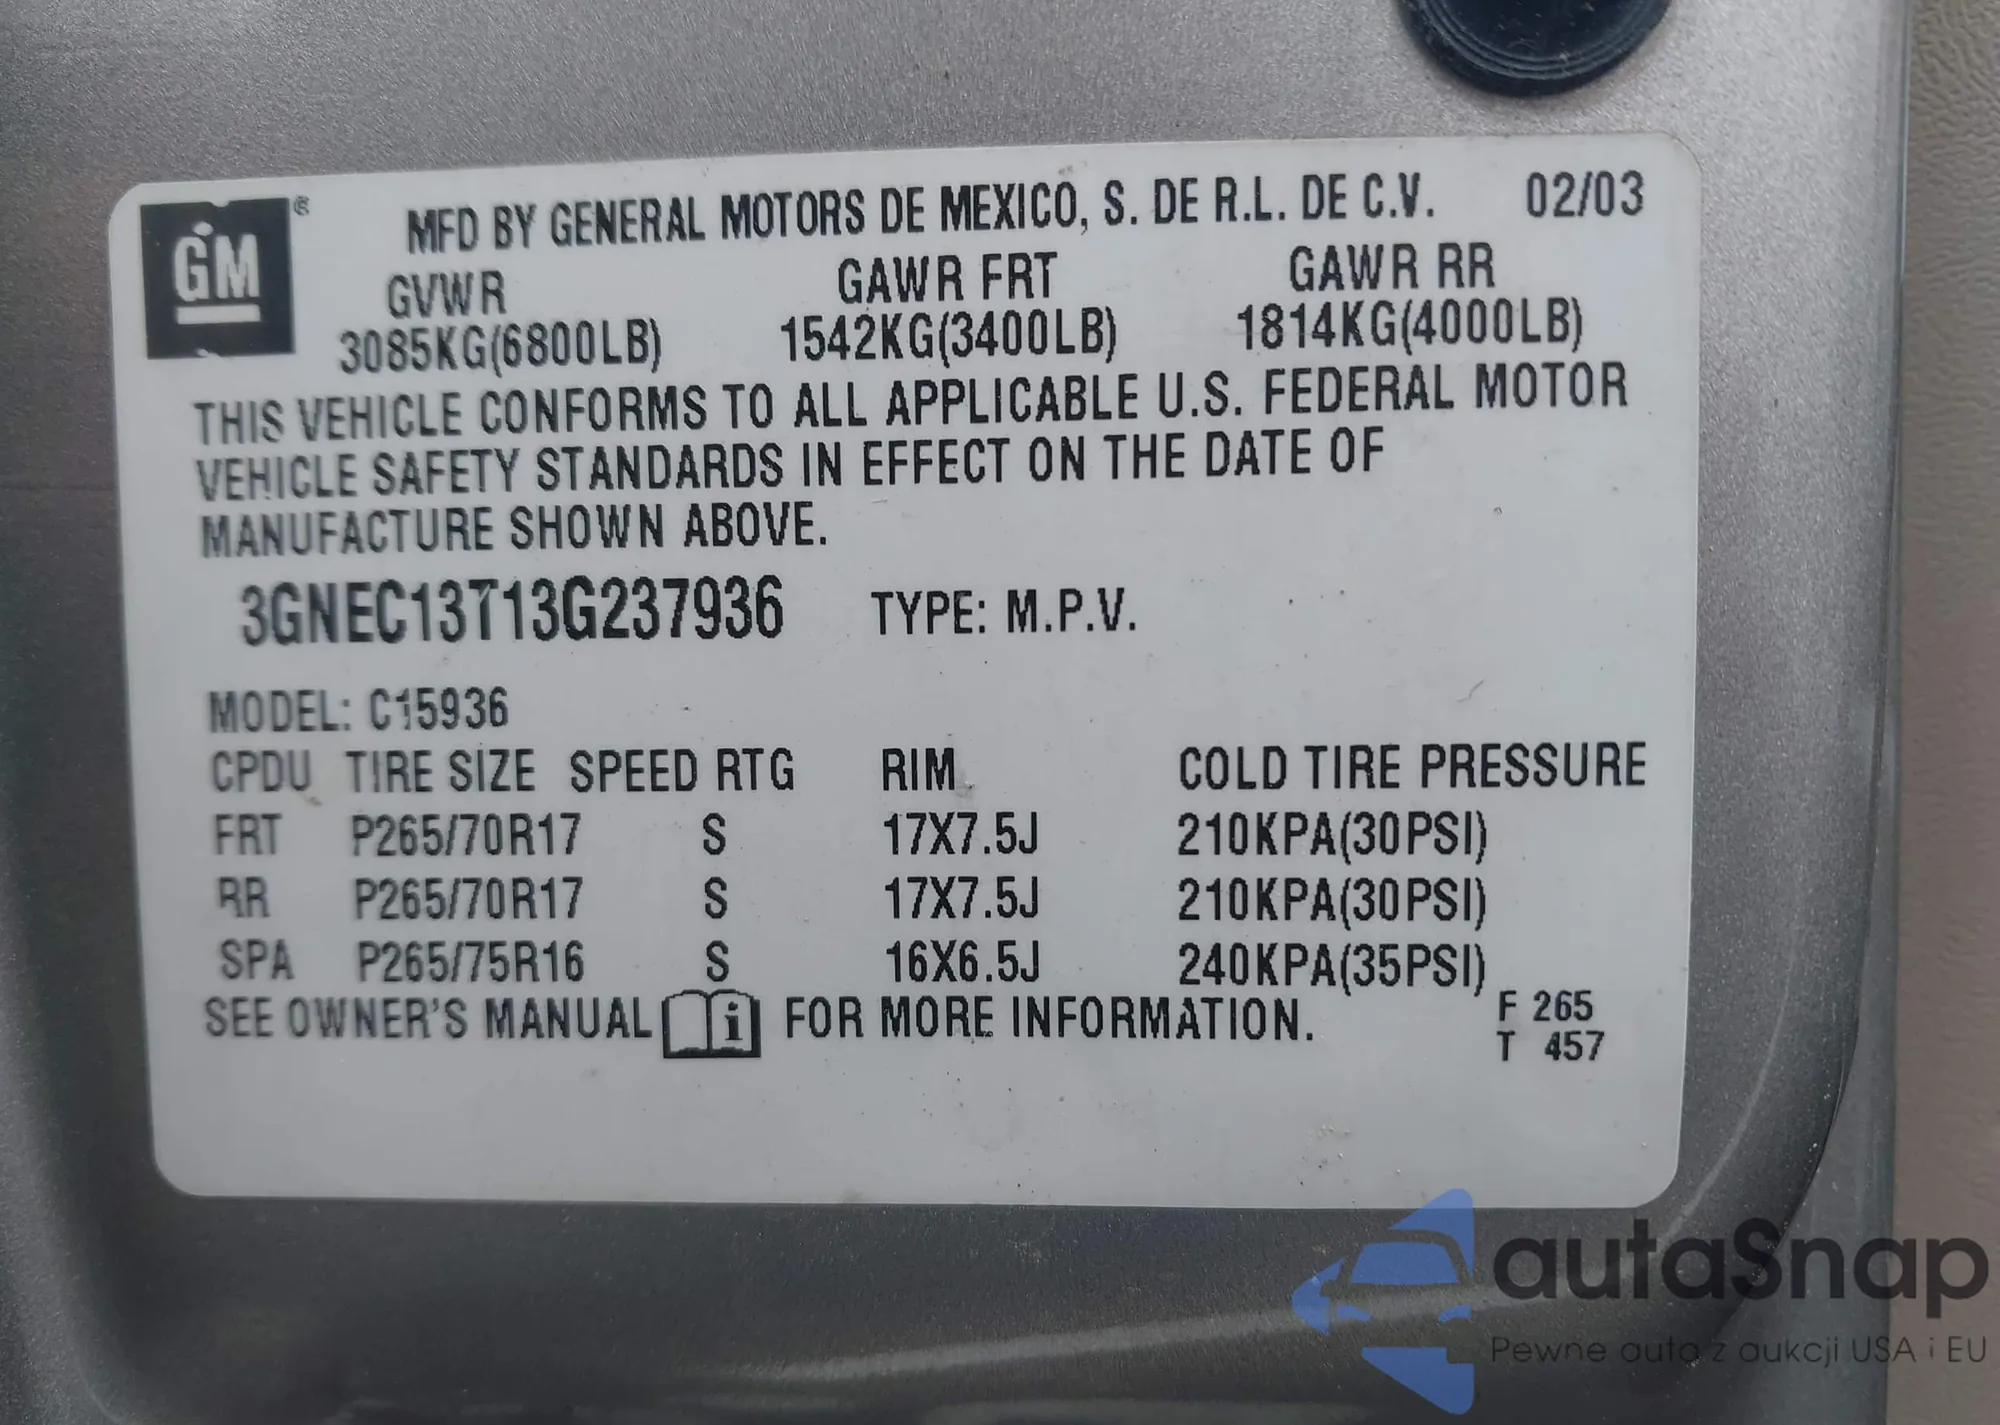 GM ® MFD BY GENERAL MOTORS DE MEXICO, S. DE R.L. DE C.V. 02/03
GVWR GAWR FRT GAWR RR
3085KG(6800LB) 1542KG(3400LB) 1814KG(4000LB)
THIS VEHICLE CONFORMS TO ALL APPLICABLE U.S. FEDERAL MOTOR
VEHICLE SAFETY STANDARDS IN EFFECT ON THE DATE OF
MANUFACTURE SHOWN ABOVE.
3GNEC13T13G237936 TYPE: M.P.V.
MODEL: C15936
CPDU TIRE SIZE SPEED RTG RIM COLD TIRE PRESSURE
FRT P265/70R17 S 17X7.5J 210KPA(30PSI)
RR P265/70R17 S 17X7.5J 210KPA(30PSI)
SPA P265/75R16 S 16X6.5J 240KPA(35PSI)
SEE OWNER'S MANUAL i FOR MORE INFORMATION.
F 265
T 457
autaSnap
Pewne auta z aukcji USA i EU